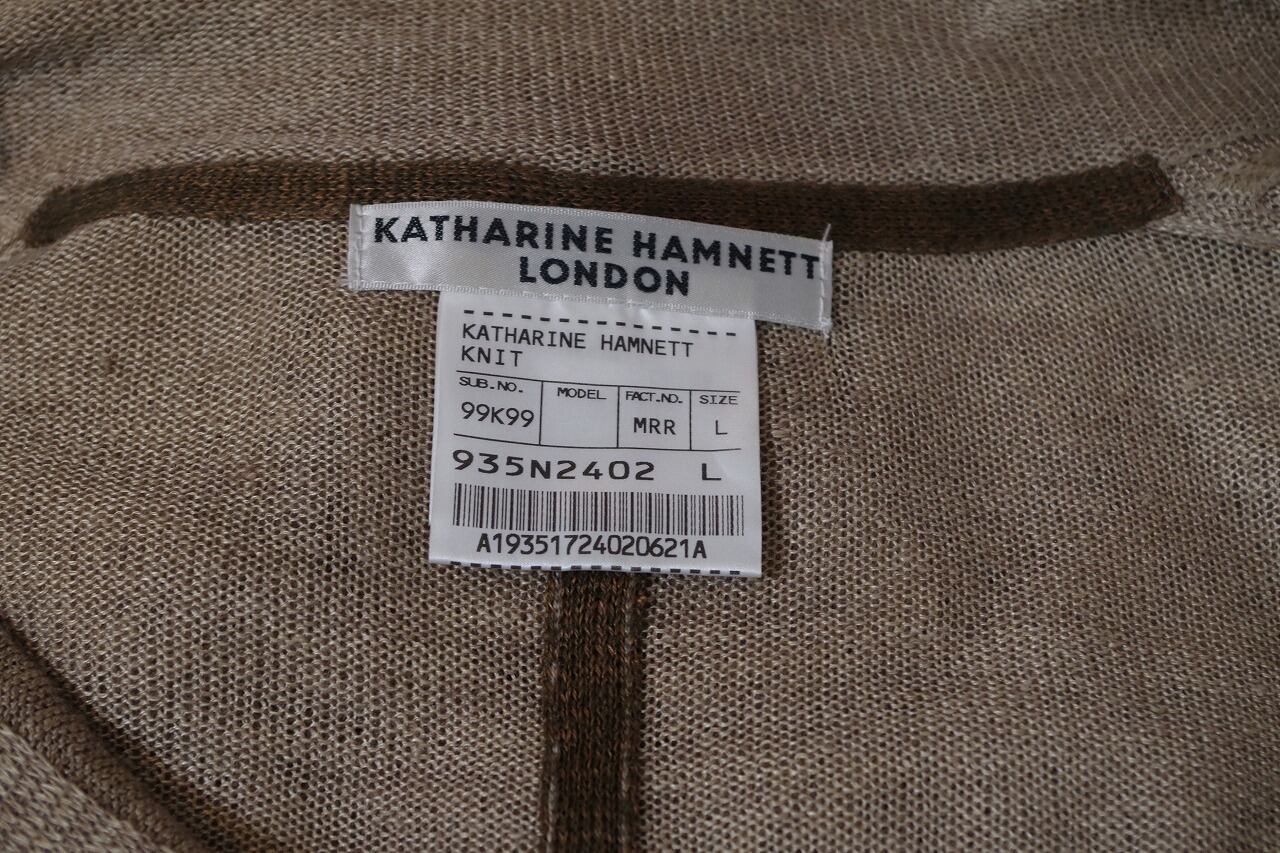 KATHARINE HAMNETT
LONDON
KATHARINE HAMNETT
KNIT
SUB.NO. MODEL FACT.NO. SIZE
99K99 MRR L
935N2402 L
A19351724020621A